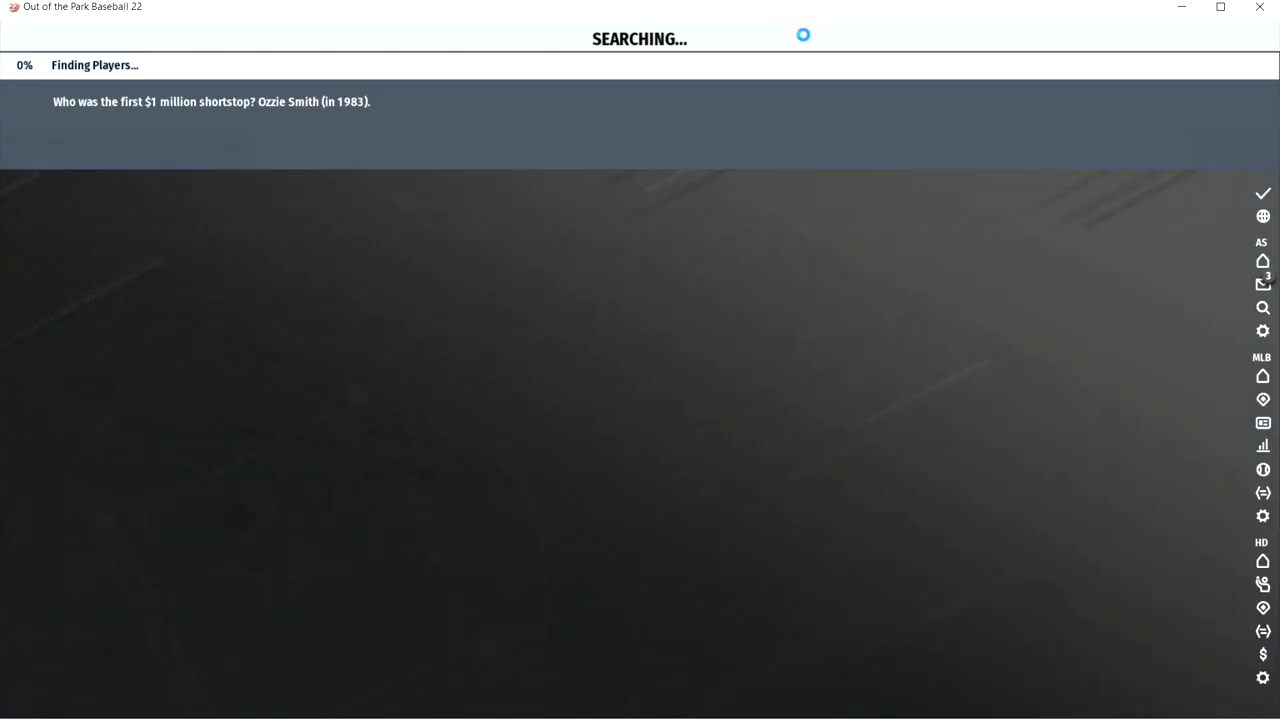 Out of the Park Baseball 22
SEARCHING...
0% Finding Players...
Who was the first $1 million shortstop? Ozzie Smith (in 1983).
AS
3
MLB
HD